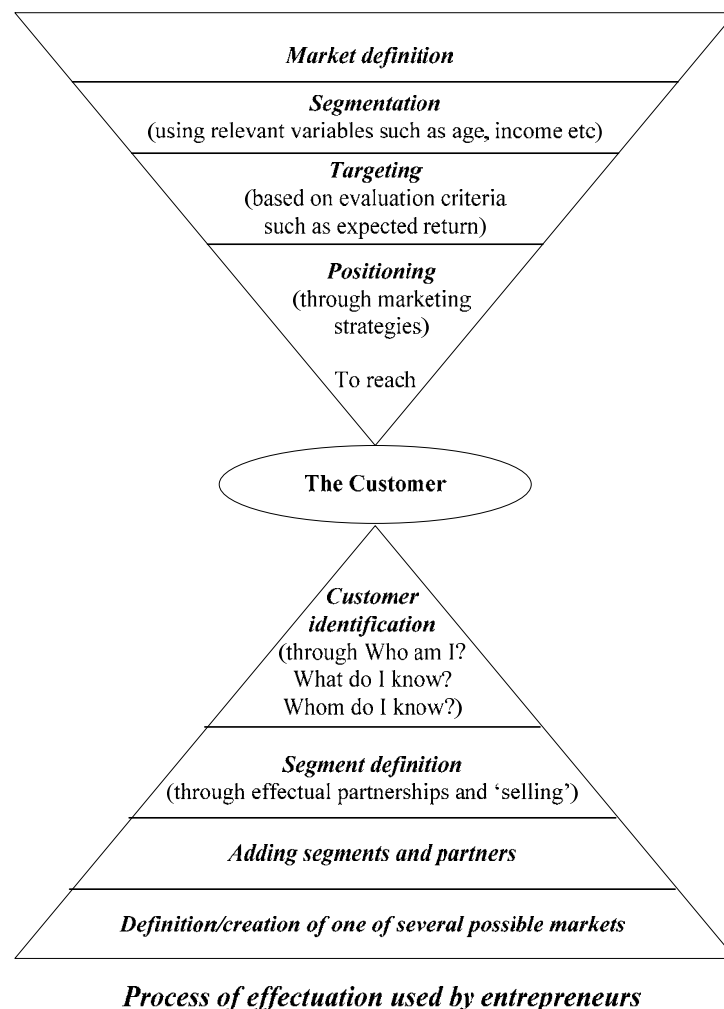 Market definition
Segmentation
(using relevant variables such as age, income etc)
Targeting
(based on evaluation criteria
such as expected return)
Positioning
(through marketing
strategies)
To reach
The Customer
Customer
identification
(through Who am I?
What do I know?
Whom do I know?)
Segment definition
(through effectual partnerships and ‘selling’)
Adding segments and partners
Definition/creation of one of several possible markets
Process of effectuation used by entrepreneurs